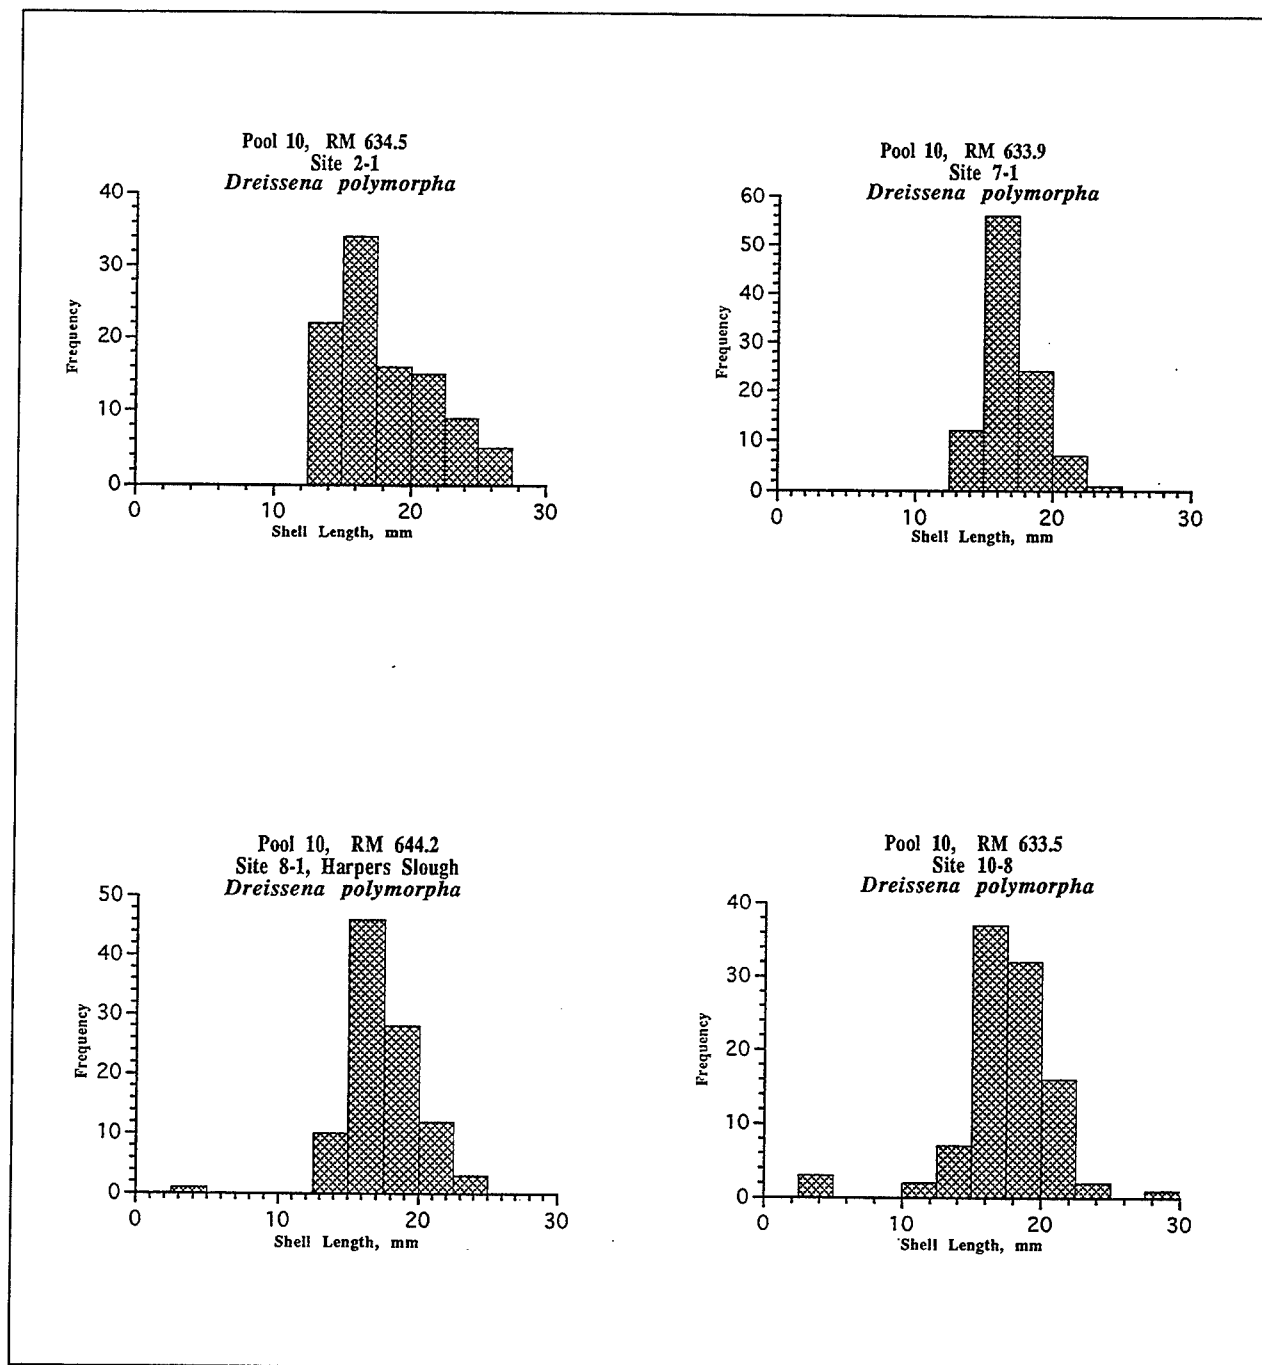 Pool 10, RM 634.5
Site 2-1
Dreissena polymorpha
40
30
20
10
0
Frequency
0 10 20 30
Shell Length, mm
Pool 10, RM 633.9
Site 7-1
Dreissena polymorpha
60
50
40
30
20
10
0
Frequency
0 10 20 30
Shell Length, mm
Pool 10, RM 644.2
Site 8-1, Harpers Slough
Dreissena polymorpha
50
40
30
20
10
0
Frequency
0 10 20 30
Shell Length, mm
Pool 10, RM 633.5
Site 10-8
Dreissena polymorpha
40
30
20
10
0
Frequency
0 10 20 30
Shell Length, mm